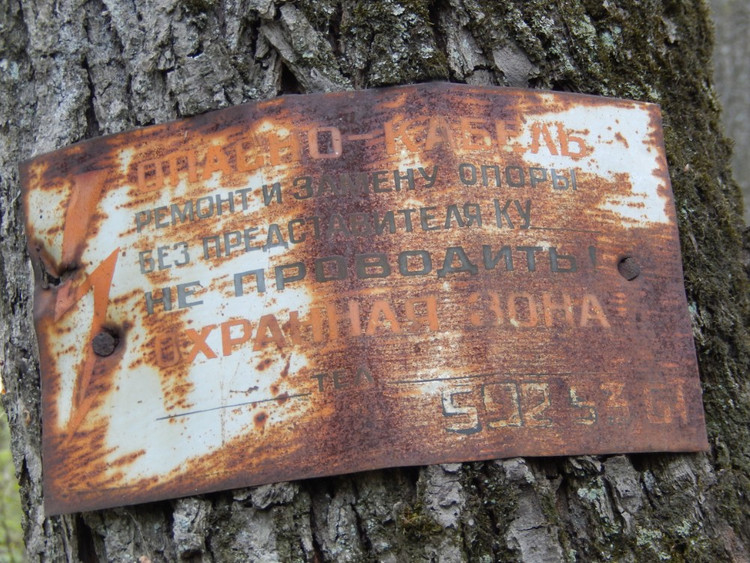 ОПАСНО-КАБЕЛЬ
РЕМОНТ И ЗАМЕНУ ОПОРЫ
БЕЗ ПРЕДСТАВИТЕЛЯ КУ
НЕ ПРОВОДИТЬ!
ОХРАННАЯ ЗОНА
ТЕЛ.